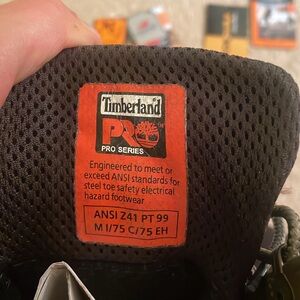 Timberland
PRO
PRO SERIES
Engineered to meet or
exceed ANSI standards for
steel toe safety electrical
hazard footwear
ANSI Z41 PT 99
M I/75 C/75 EH